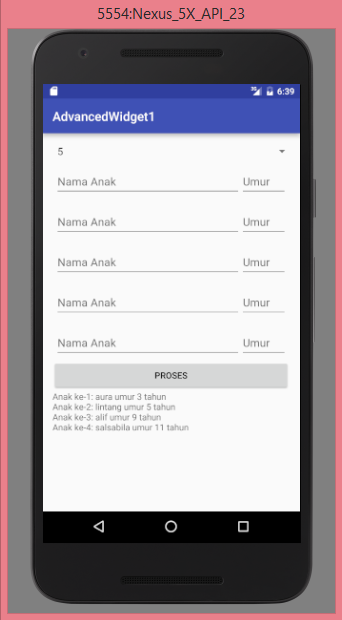 5554:Nexus_5X_API_23
6:39
AdvancedWidget1
5
Nama Anak Umur
Nama Anak Umur
Nama Anak Umur
Nama Anak Umur
Nama Anak Umur
PROSES
Anak ke-1: aura umur 3 tahun
Anak ke-2: lintang umur 5 tahun
Anak ke-3: alif umur 9 tahun
Anak ke-4: salsabila umur 11 tahun